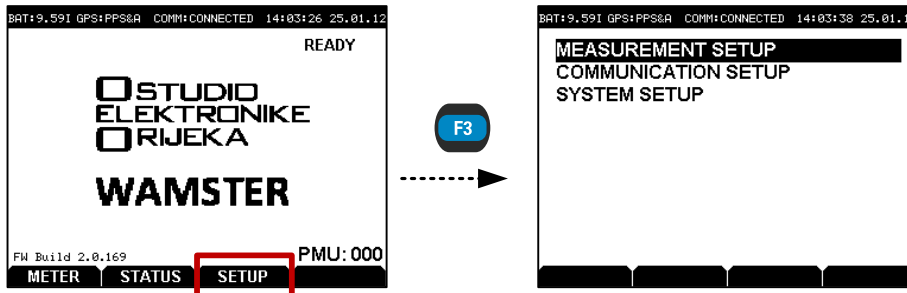 BAT:9.59I GPS:PPS&A COMM:CONNECTED 14:03:26 25.01.12
READY
STUDIO
ELEKTRONIKE
RIJEKA
WAMSTER
FW Build 2.0.169
PMU: 000
METER STATUS SETUP
F3
BAT:9.59I GPS:PPS&A COMM:CONNECTED 14:03:38 25.01.1
MEASUREMENT SETUP
COMMUNICATION SETUP
SYSTEM SETUP